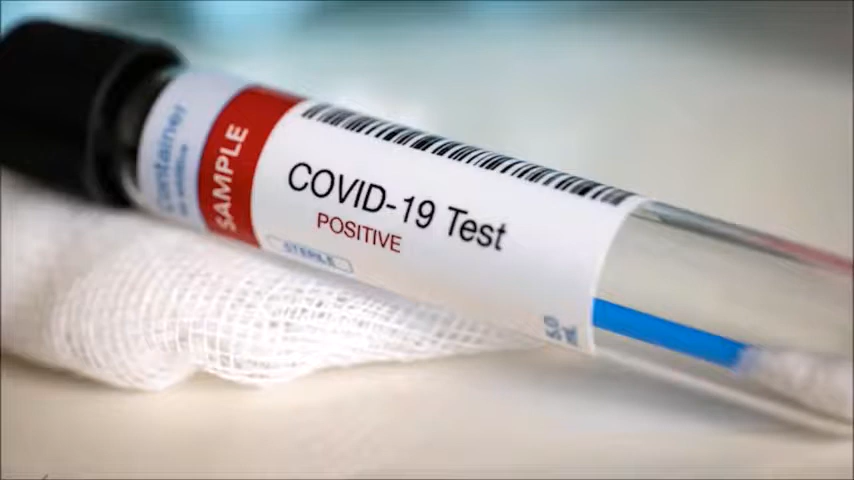 container
SAMPLE
COVID-19 Test
POSITIVE
STERILE